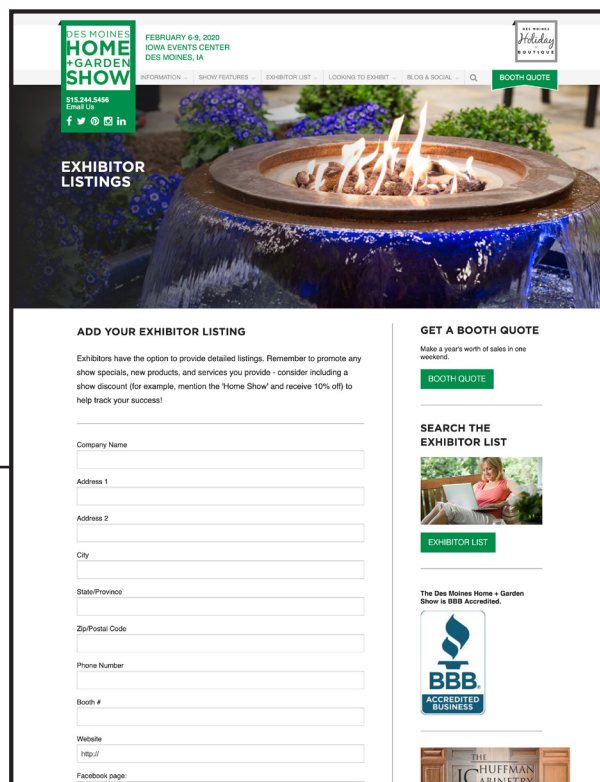 DES MOINES
HOME
+GARDEN
SHOW
515.244.5456
Email Us
FEBRUARY 6-9, 2020
IOWA EVENTS CENTER
DES MOINES, IA
DES MOINES
Holiday
BOUTIQUE
INFORMATION
SHOW FEATURES
EXHIBITOR LIST
LOOKING TO EXHIBIT
BLOG & SOCIAL
BOOTH QUOTE
EXHIBITOR
LISTINGS
ADD YOUR EXHIBITOR LISTING
Exhibitors have the option to provide detailed listings. Remember to promote any
show specials, new products, and services you provide - consider including a
show discount (for example, mention the 'Home Show' and receive 10% off) to
help track your success!
Company Name
Address 1
Address 2
City
State/Province
Zip/Postal Code
Phone Number
Booth #
Website
http://
Facebook page:
GET A BOOTH QUOTE
Make a year's worth of sales in one
weekend.
BOOTH QUOTE
SEARCH THE
EXHIBITOR LIST
EXHIBITOR LIST
The Des Moines Home + Garden
Show is BBB Accredited.
BBB
ACCREDITED
BUSINESS
THE
HUFFMAN